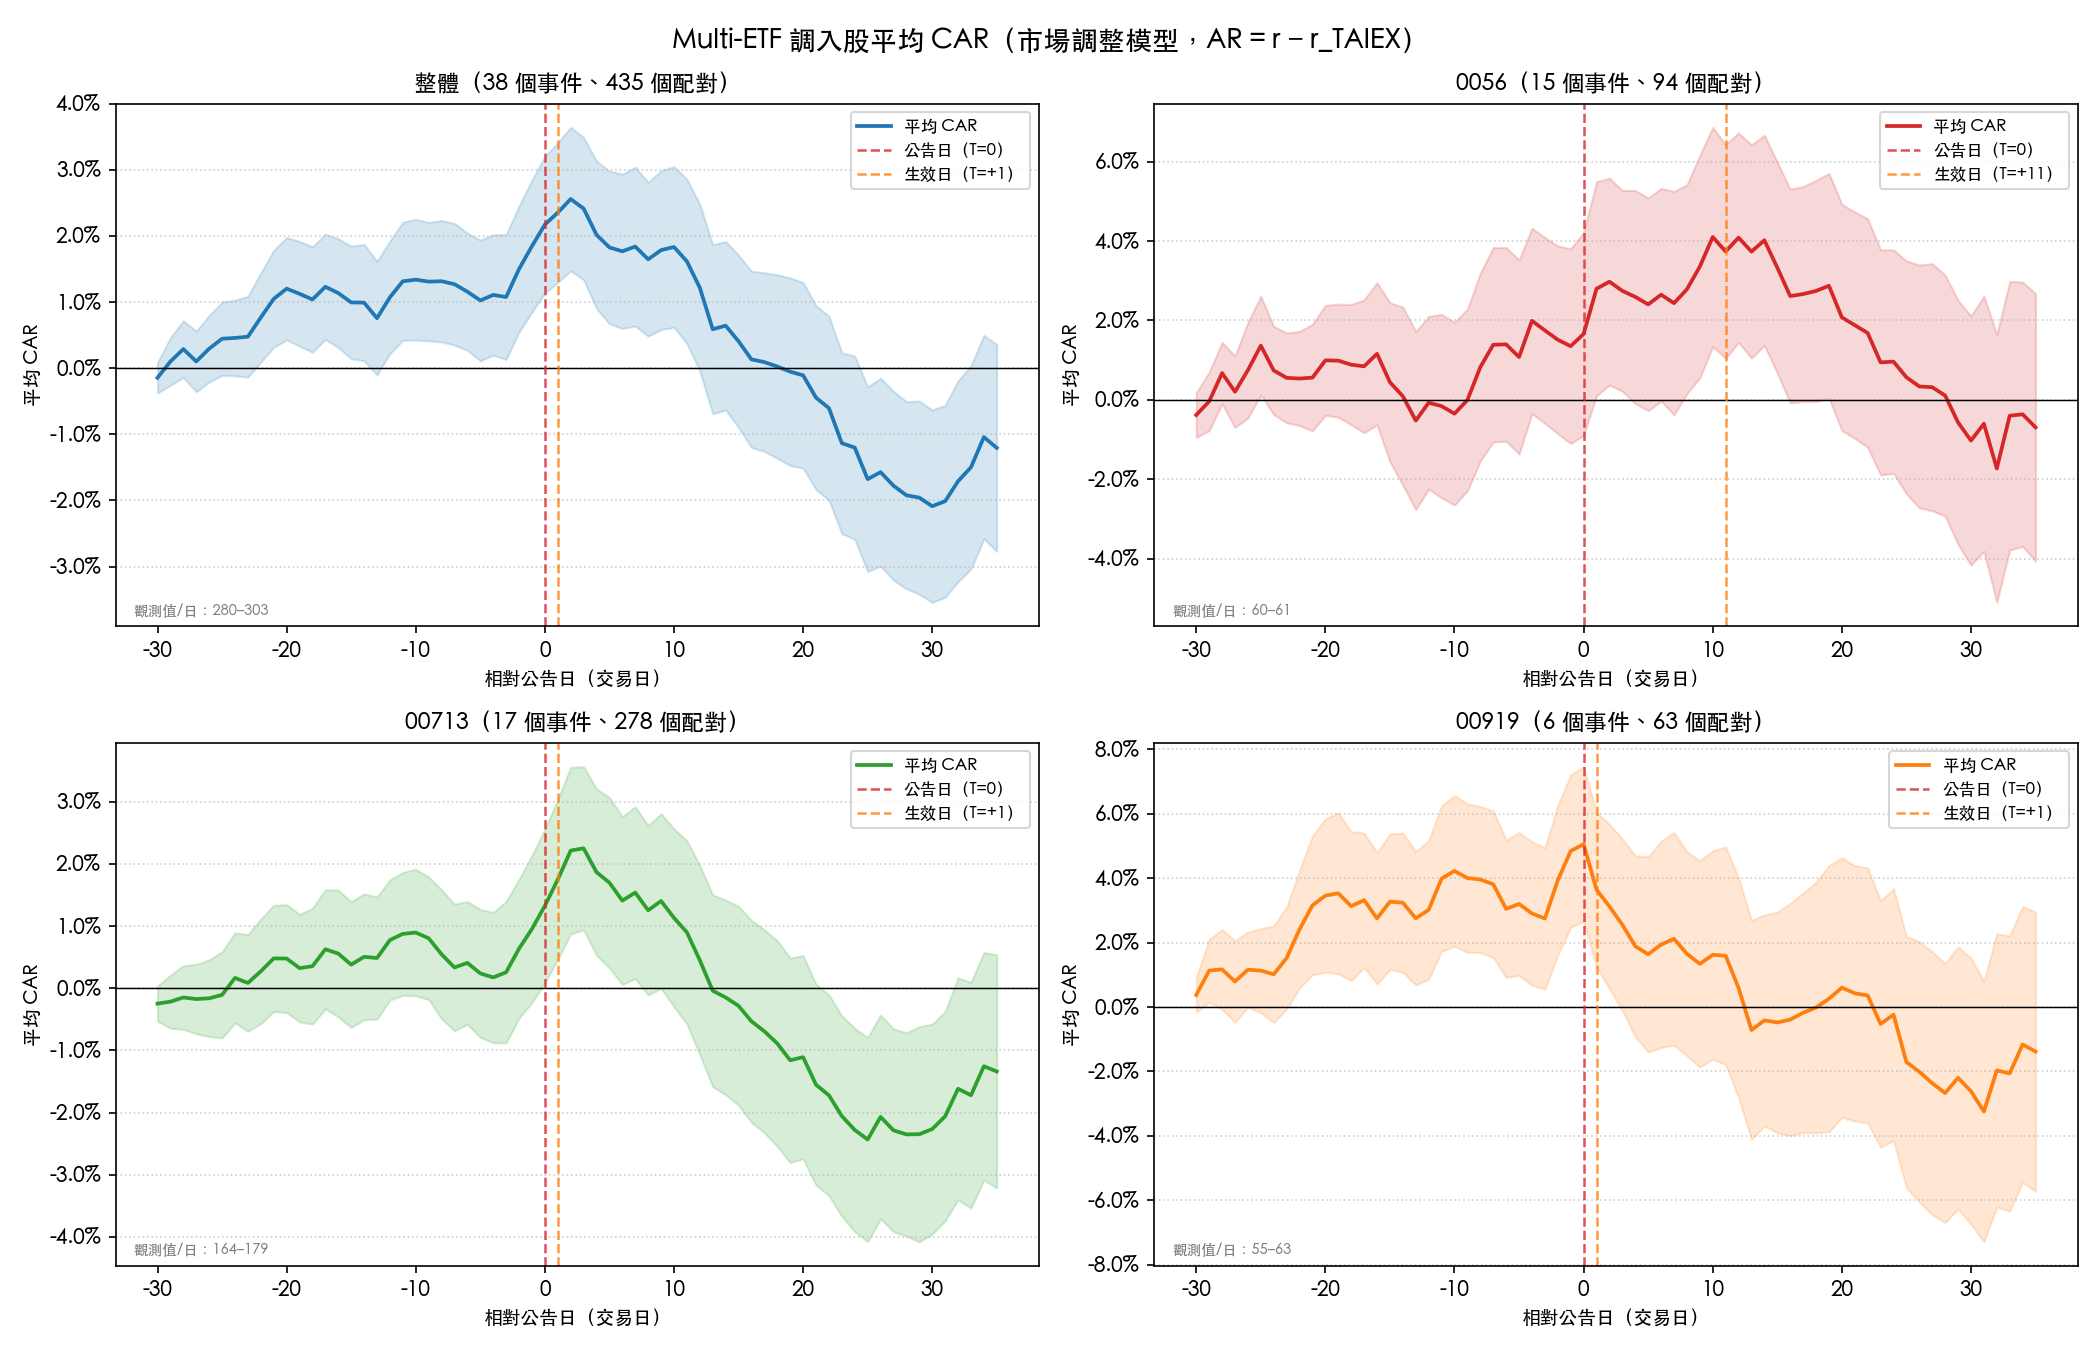 Multi-ETF 調入股平均 CAR（市場調整模型，AR = r − r_TAIEX）
整體（38 個事件、435 個配對）
4.0%
3.0%
2.0%
1.0%
0.0%
-1.0%
-2.0%
-3.0%
平均 CAR
平均 CAR
公告日（T=0）
生效日（T=+1）
觀測值/日：280–303
-30
-20
-10
0
10
20
30
相對公告日（交易日）
0056（15 個事件、94 個配對）
6.0%
4.0%
2.0%
0.0%
-2.0%
-4.0%
平均 CAR
平均 CAR
公告日（T=0）
生效日（T=+11）
觀測值/日：60–61
-30
-20
-10
0
10
20
30
相對公告日（交易日）
00713（17 個事件、278 個配對）
3.0%
2.0%
1.0%
0.0%
-1.0%
-2.0%
-3.0%
-4.0%
平均 CAR
平均 CAR
公告日（T=0）
生效日（T=+1）
觀測值/日：164–179
-30
-20
-10
0
10
20
30
相對公告日（交易日）
00919（6 個事件、63 個配對）
8.0%
6.0%
4.0%
2.0%
0.0%
-2.0%
-4.0%
-6.0%
-8.0%
平均 CAR
平均 CAR
公告日（T=0）
生效日（T=+1）
觀測值/日：55–63
-30
-20
-10
0
10
20
30
相對公告日（交易日）